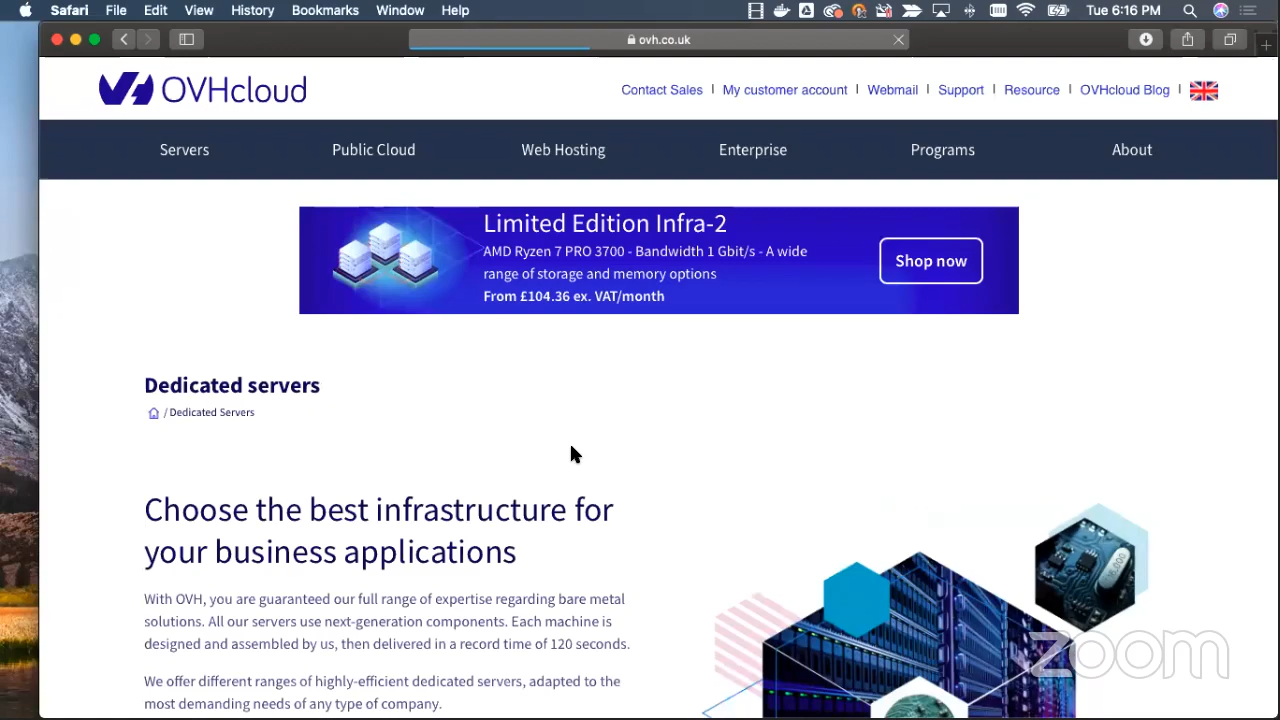 Safari File Edit View History Bookmarks Window Help Tue 6:16 PM
ovh.co.uk
OVHcloud
Contact Sales | My customer account | Webmail | Support | Resource | OVHcloud Blog |
Servers Public Cloud Web Hosting Enterprise Programs About
Limited Edition Infra-2
AMD Ryzen 7 PRO 3700 - Bandwidth 1 Gbit/s - A wide
range of storage and memory options
From £104.36 ex. VAT/month
Shop now
Dedicated servers
/ Dedicated Servers
Choose the best infrastructure for
your business applications
With OVH, you are guaranteed our full range of expertise regarding bare metal
solutions. All our servers use next-generation components. Each machine is
designed and assembled by us, then delivered in a record time of 120 seconds.
We offer different ranges of highly-efficient dedicated servers, adapted to the
most demanding needs of any type of company.
zoom